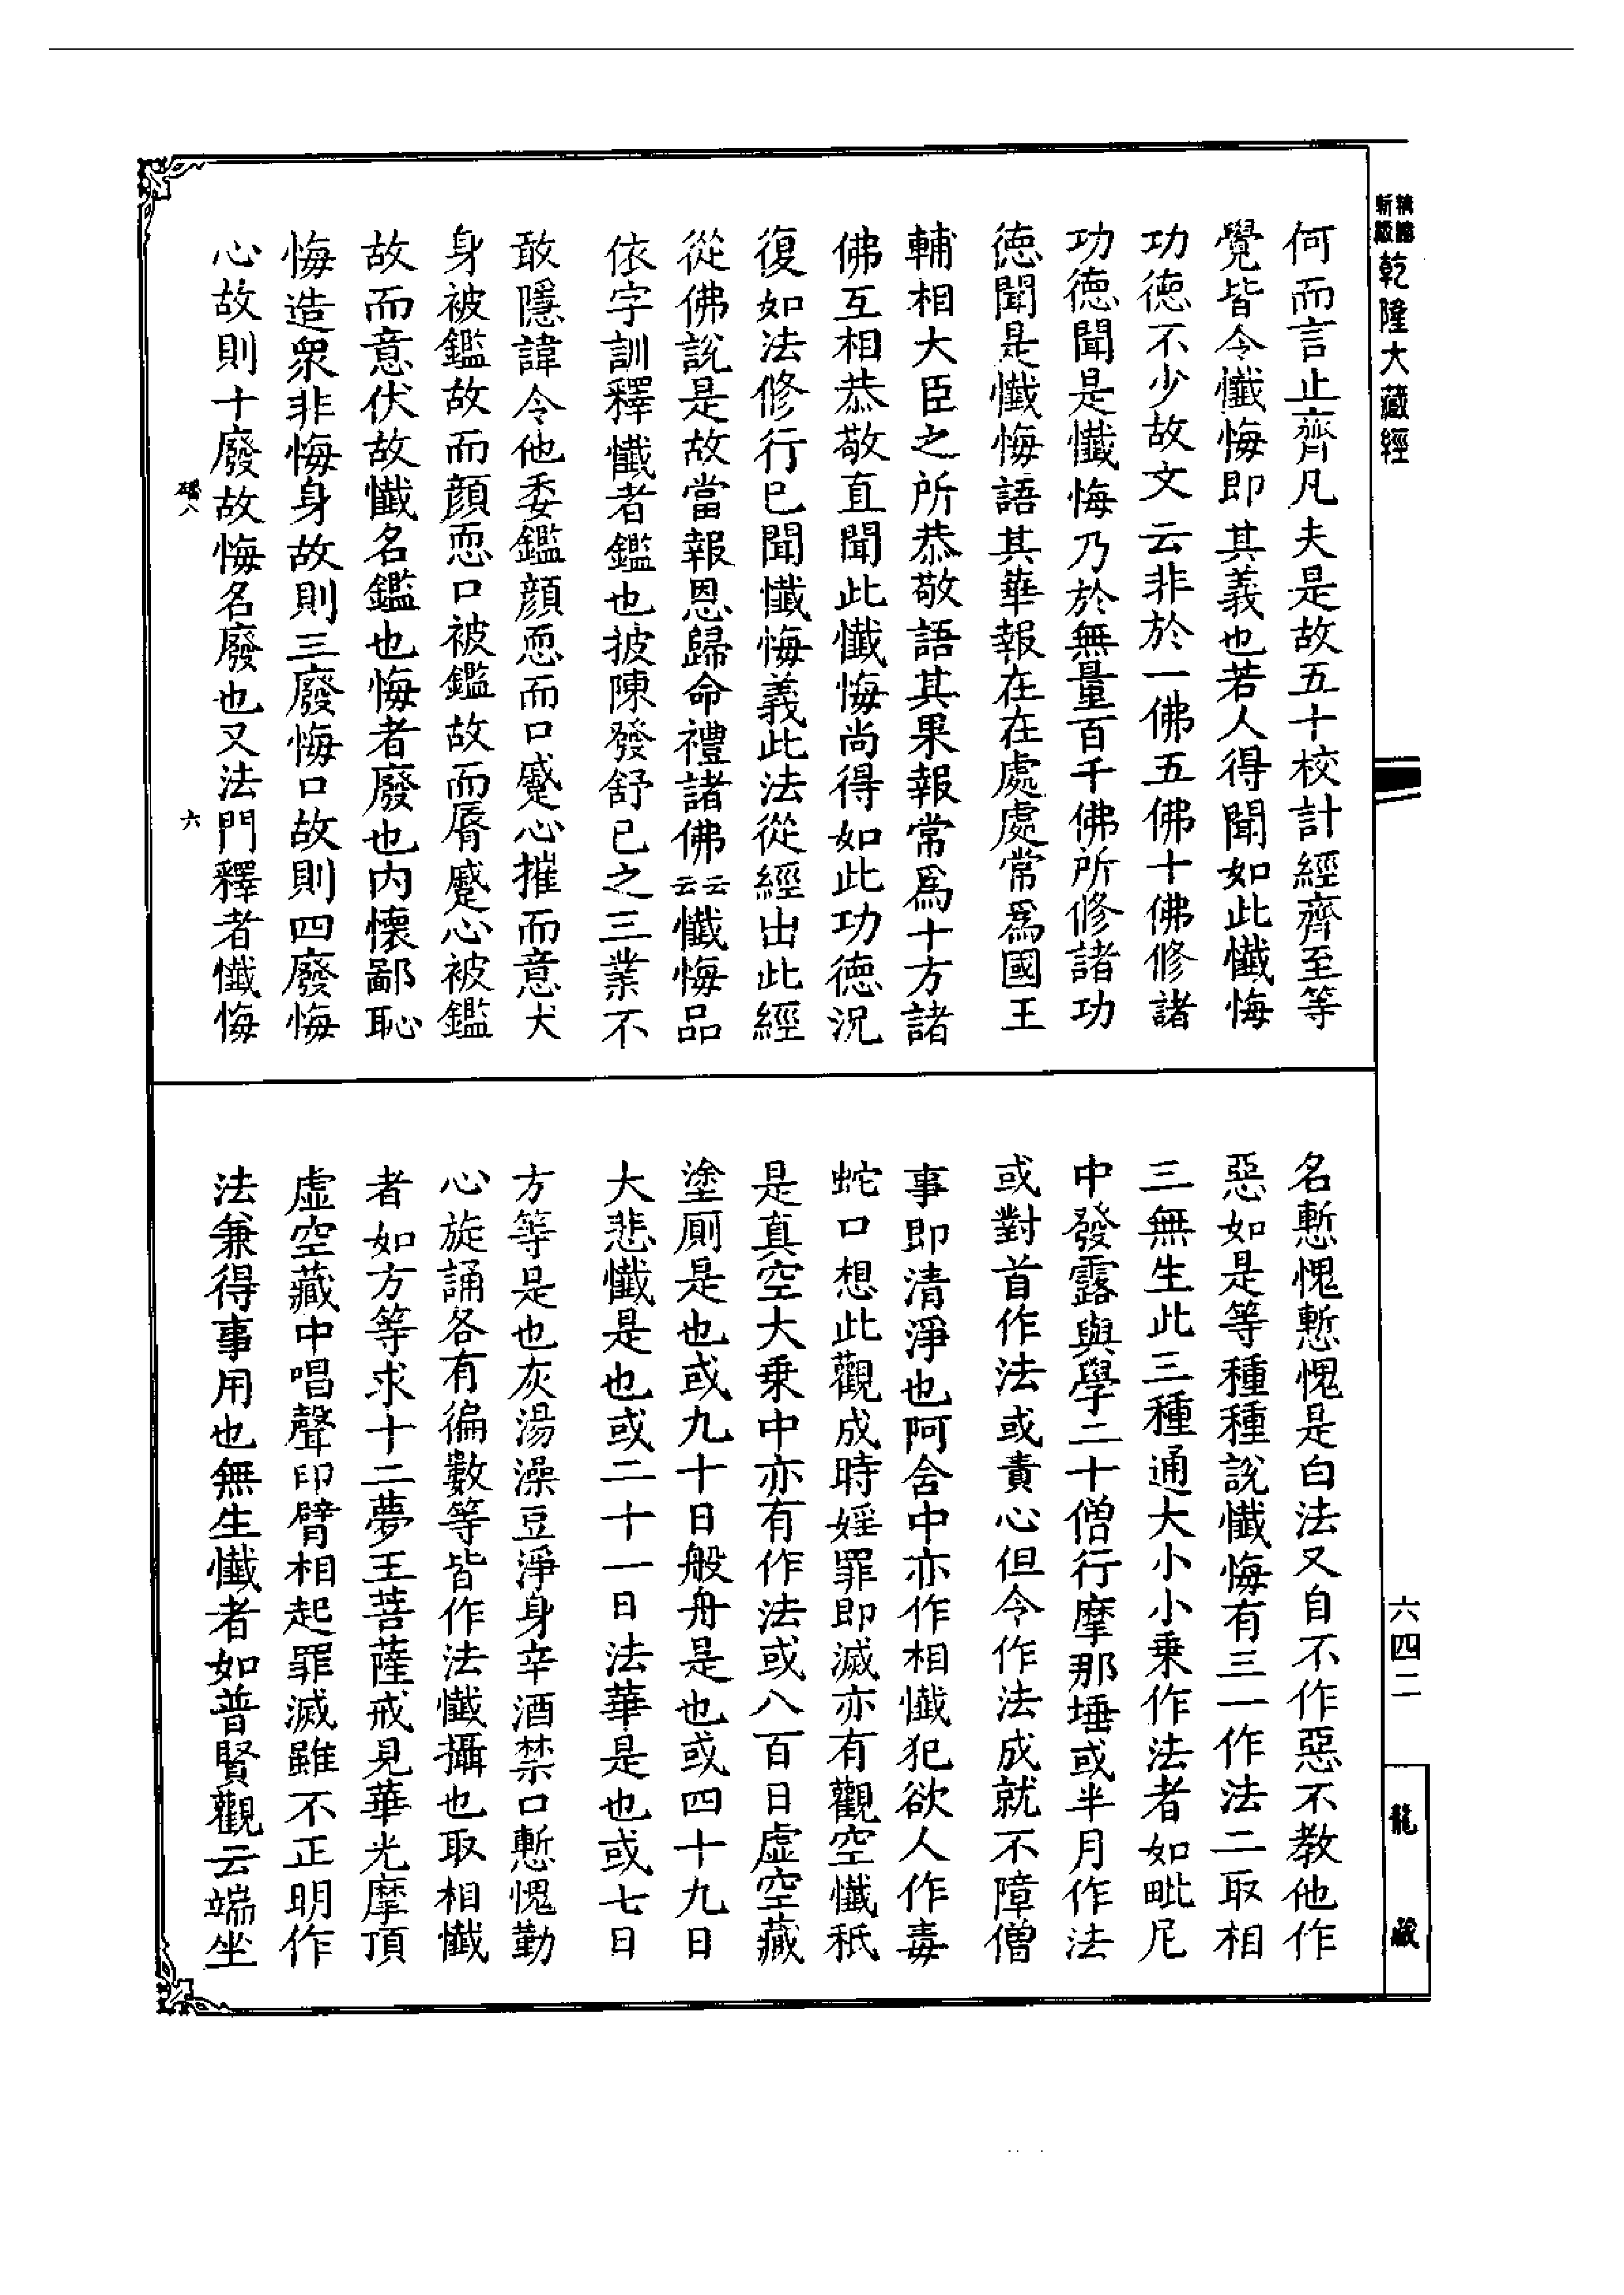 精譯
新級
乾隆大藏經
何而言止齊凡夫是故五十校計經齊至等
覺皆令懺悔即其義也若人得聞如此懺悔
功德不少故文云非於一佛五佛十佛修諸
功德聞是懺悔乃於無量百千佛所修諸功
德聞是懺悔語其華報在在處處常為國王
輔相大臣之所恭敬語其果報常為十方諸
佛互相恭敬直聞此懺悔尚得如此功德況
復如法修行已聞懺悔義此法從經出此經
從佛說是故當報恩歸命禮諸佛云云懺悔品
依字訓釋懺者鑑也披陳發舒已之三業不
敢隱諱令他委鑑顏恧而口蹙心摧而意犬
身被鑑故而顏恧口被鑑故而脣蹙心被鑑
故而意伏故懺名鑑也悔者廢也內懷鄙恥
悔造衆非悔身故則三廢悔口故則四廢悔
心故則十廢故悔名廢也又法門釋者懺悔
六
名慙愧慙愧是白法又自不作惡不教他作
惡如是等種種說懺悔有三一作法二取相
三無生此三種通大小小乗作法者如毗尼
中發露與學二十僧行摩那埵或半月作法
或對首作法或責心但令作法成就不障僧
事即清淨也阿含中亦作相懺犯欲人作毒
蛇口想此觀成時婬罪即滅亦有觀空懺秖
是真空大乗中亦有作法或八百日虛空藏
塗廁是也或九十日般舟是也或四十九日
大悲懺是也或二十一日法華是也或七日
方等是也灰湯澡豆淨身辛酒禁口慙愧勤
心旋誦各有徧數等皆作法懺攝也取相懺
者如方等求十二夢王菩薩戒見華光摩頂
虛空藏中唱聲印臂相起罪滅雖不正明作
法兼得事用也無生懺者如普賢觀云端坐
六四二
龍藏